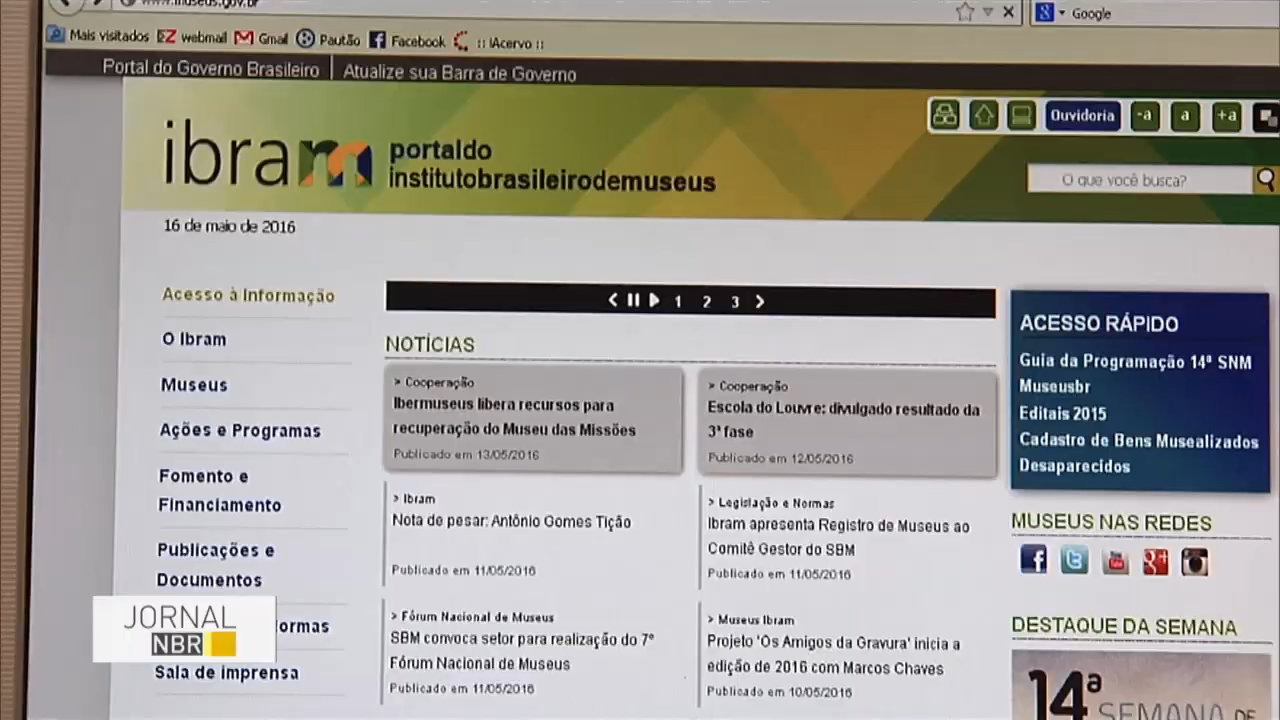 www.museus.gov.br
Google
Mais visitados webmail Gmail Pautão Facebook :: iAcervo ::
Portal do Governo Brasileiro Atualize sua Barra de Governo
Ouvidoria -a a +a
ibram portaldo
institutobrasileirodemuseus
O que você busca?
16 de maio de 2016
Acesso à Informação
O Ibram
Museus
Ações e Programas
Fomento e
Financiamento
Publicações e
Documentos
ormas
Sala de imprensa
1 2 3
NOTÍCIAS
> Cooperação
Ibermuseus libera recursos para
recuperação do Museu das Missões
Publicado em 13/05/2016
> Cooperação
Escola do Louvre: divulgado resultado da
3ª fase
Publicado em 12/05/2016
> Ibram
Nota de pesar: Antônio Gomes Tição
Publicado em 11/05/2016
> Legislação e Normas
Ibram apresenta Registro de Museus ao
Comitê Gestor do SBM
Publicado em 11/05/2016
> Fórum Nacional de Museus
SBM convoca setor para realização do 7º
Fórum Nacional de Museus
Publicado em 11/05/2016
> Museus Ibram
Projeto 'Os Amigos da Gravura' inicia a
edição de 2016 com Marcos Chaves
Publicado em 10/05/2016
ACESSO RÁPIDO
Guia da Programação 14ª SNM
Museusbr
Editais 2015
Cadastro de Bens Musealizados
Desaparecidos
MUSEUS NAS REDES
DESTAQUE DA SEMANA
14ª
SEMANA DE
JORNAL
NBR